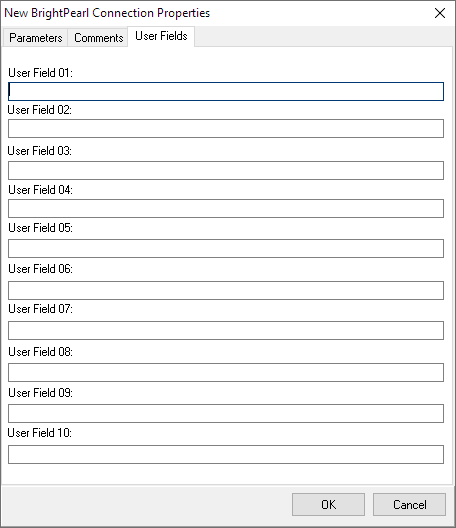 New BrightPearl Connection Properties
Parameters Comments User Fields
User Field 01:
User Field 02:
User Field 03:
User Field 04:
User Field 05:
User Field 06:
User Field 07:
User Field 08:
User Field 09:
User Field 10:
OK Cancel